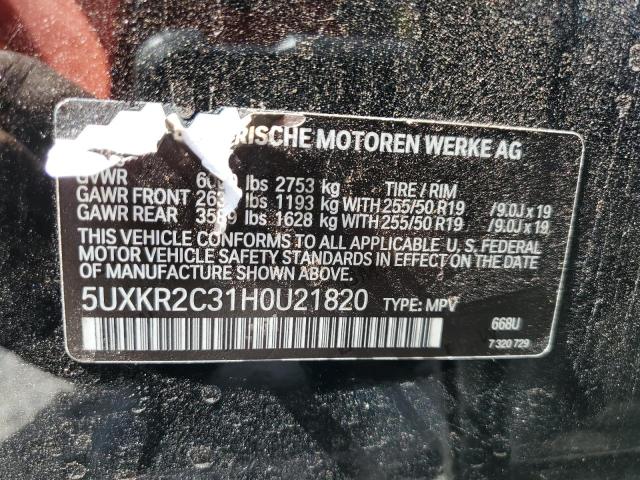 RISCHE MOTOREN WERKE AG
GVWR lbs 2753 kg TIRE / RIM
GAWR FRONT lbs 1193 kg WITH 255/50 R19 /9.0J x 19
GAWR REAR 3589 lbs 1628 kg WITH 255/50 R19 /9.0J x 19
THIS VEHICLE CONFORMS TO ALL APPLICABLE U. S. FEDERAL
MOTOR VEHICLE SAFETY STANDARDS IN EFFECT ON THE DATE OF
5UXKR2C31H0U21820 TYPE: MPV
668U
7 320 729